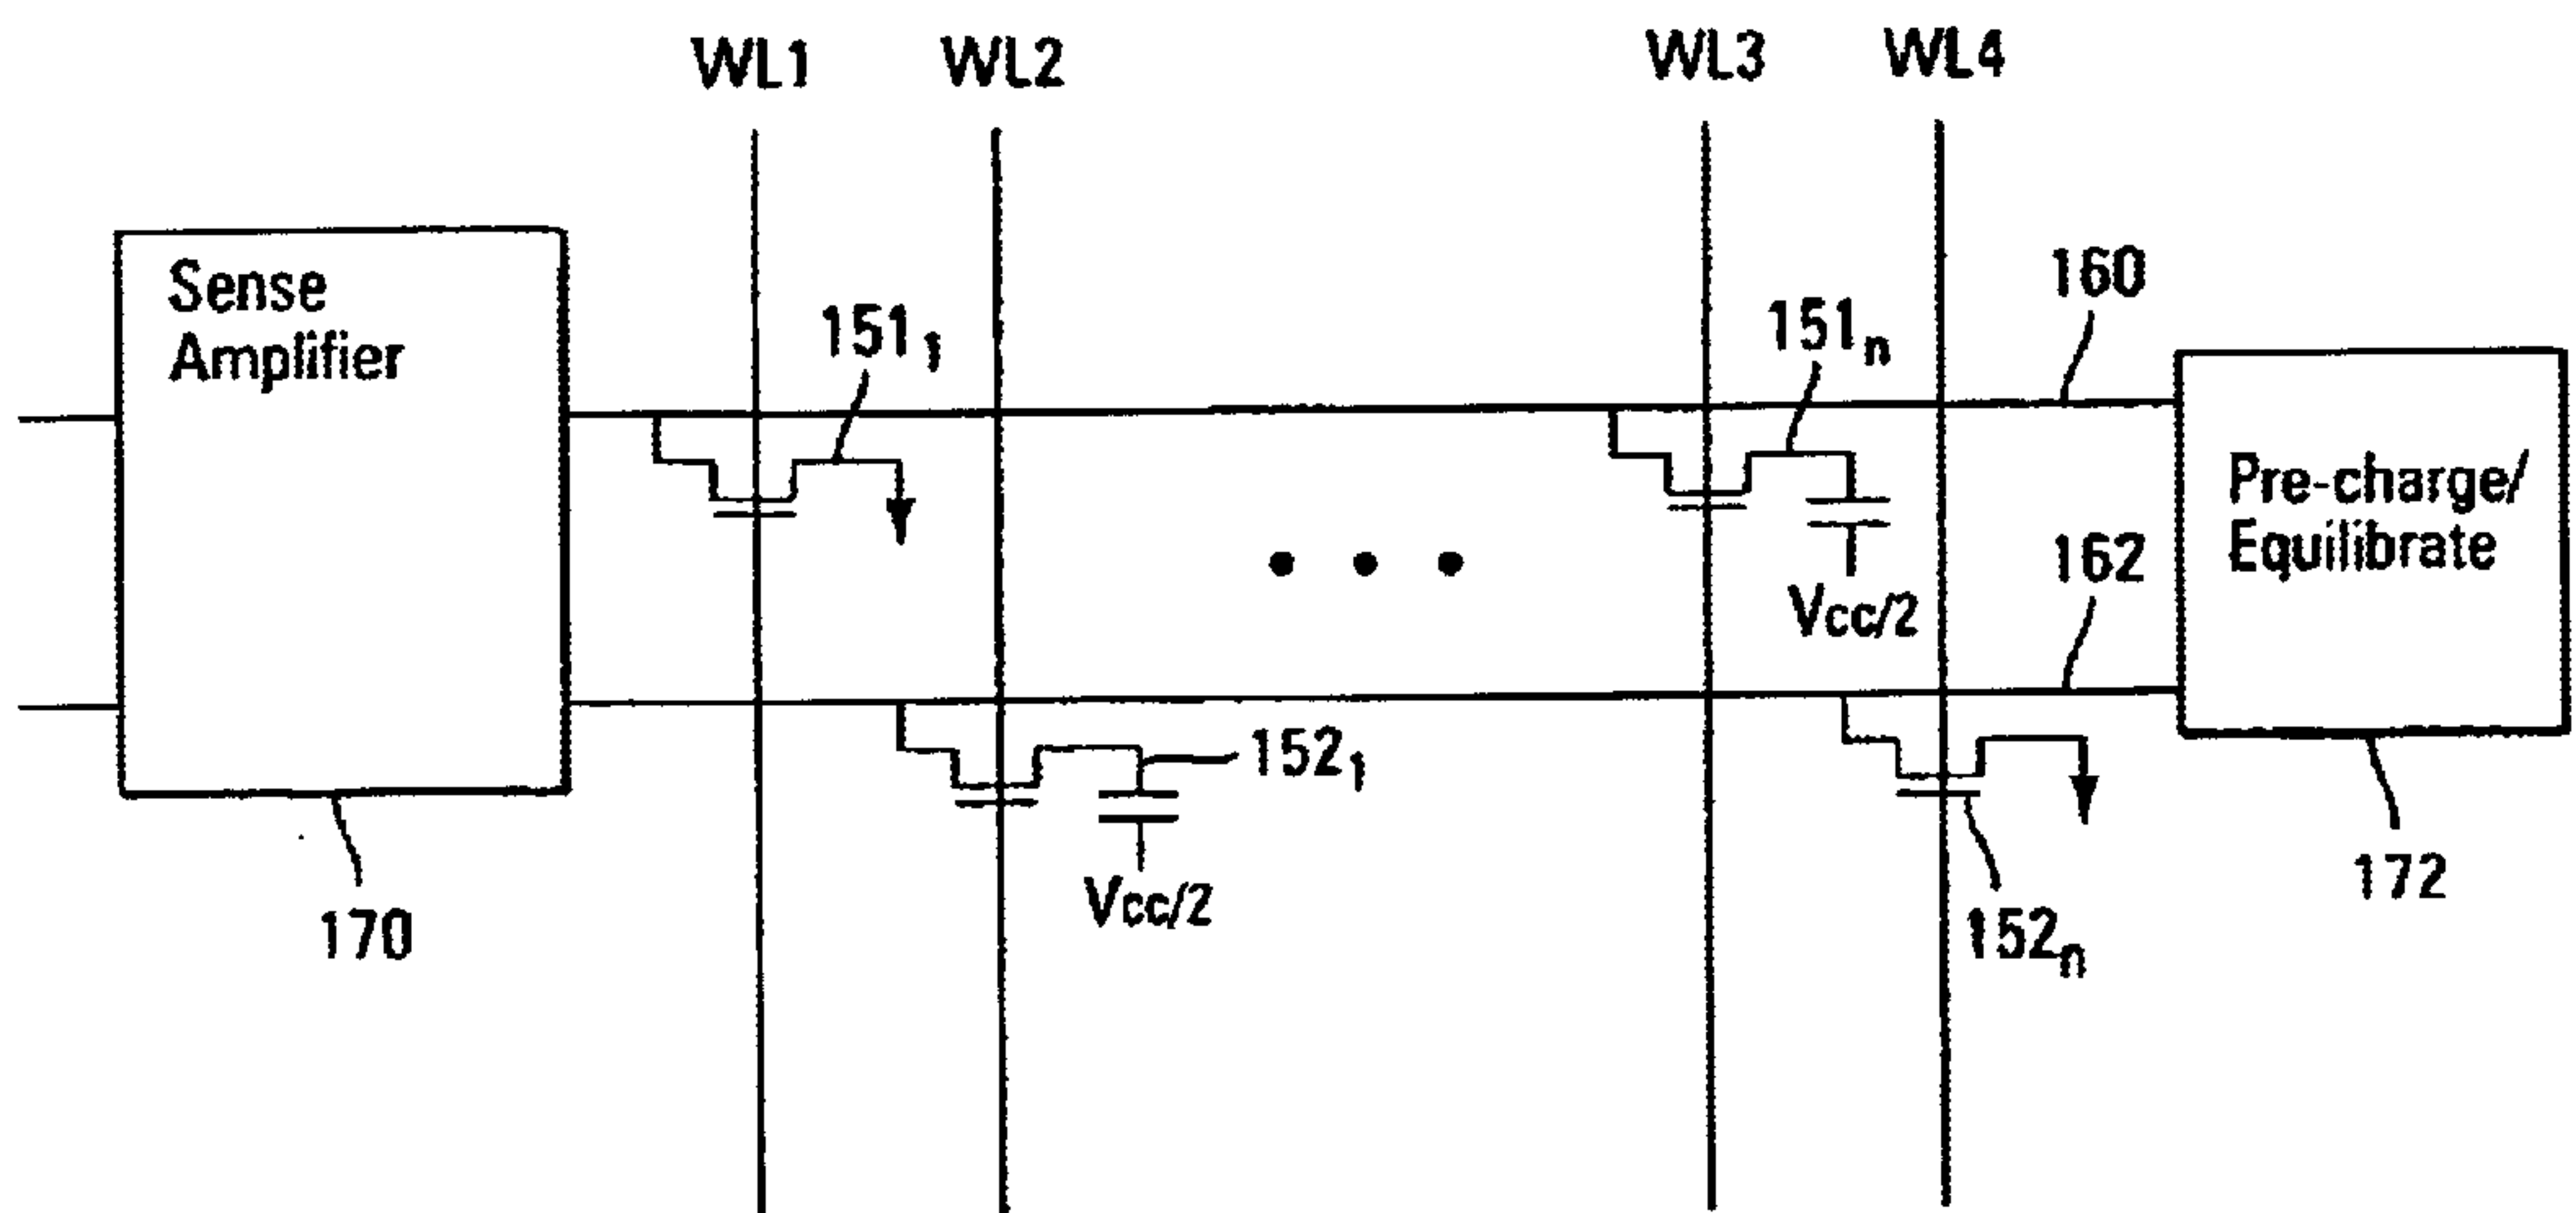 WL1
WL2
WL3
WL4
Sense
Amplifier
151₁
151ₙ
160
Pre-charge/
Equilibrate
162
Vcc/2
152₁
Vcc/2
170
152ₙ
172